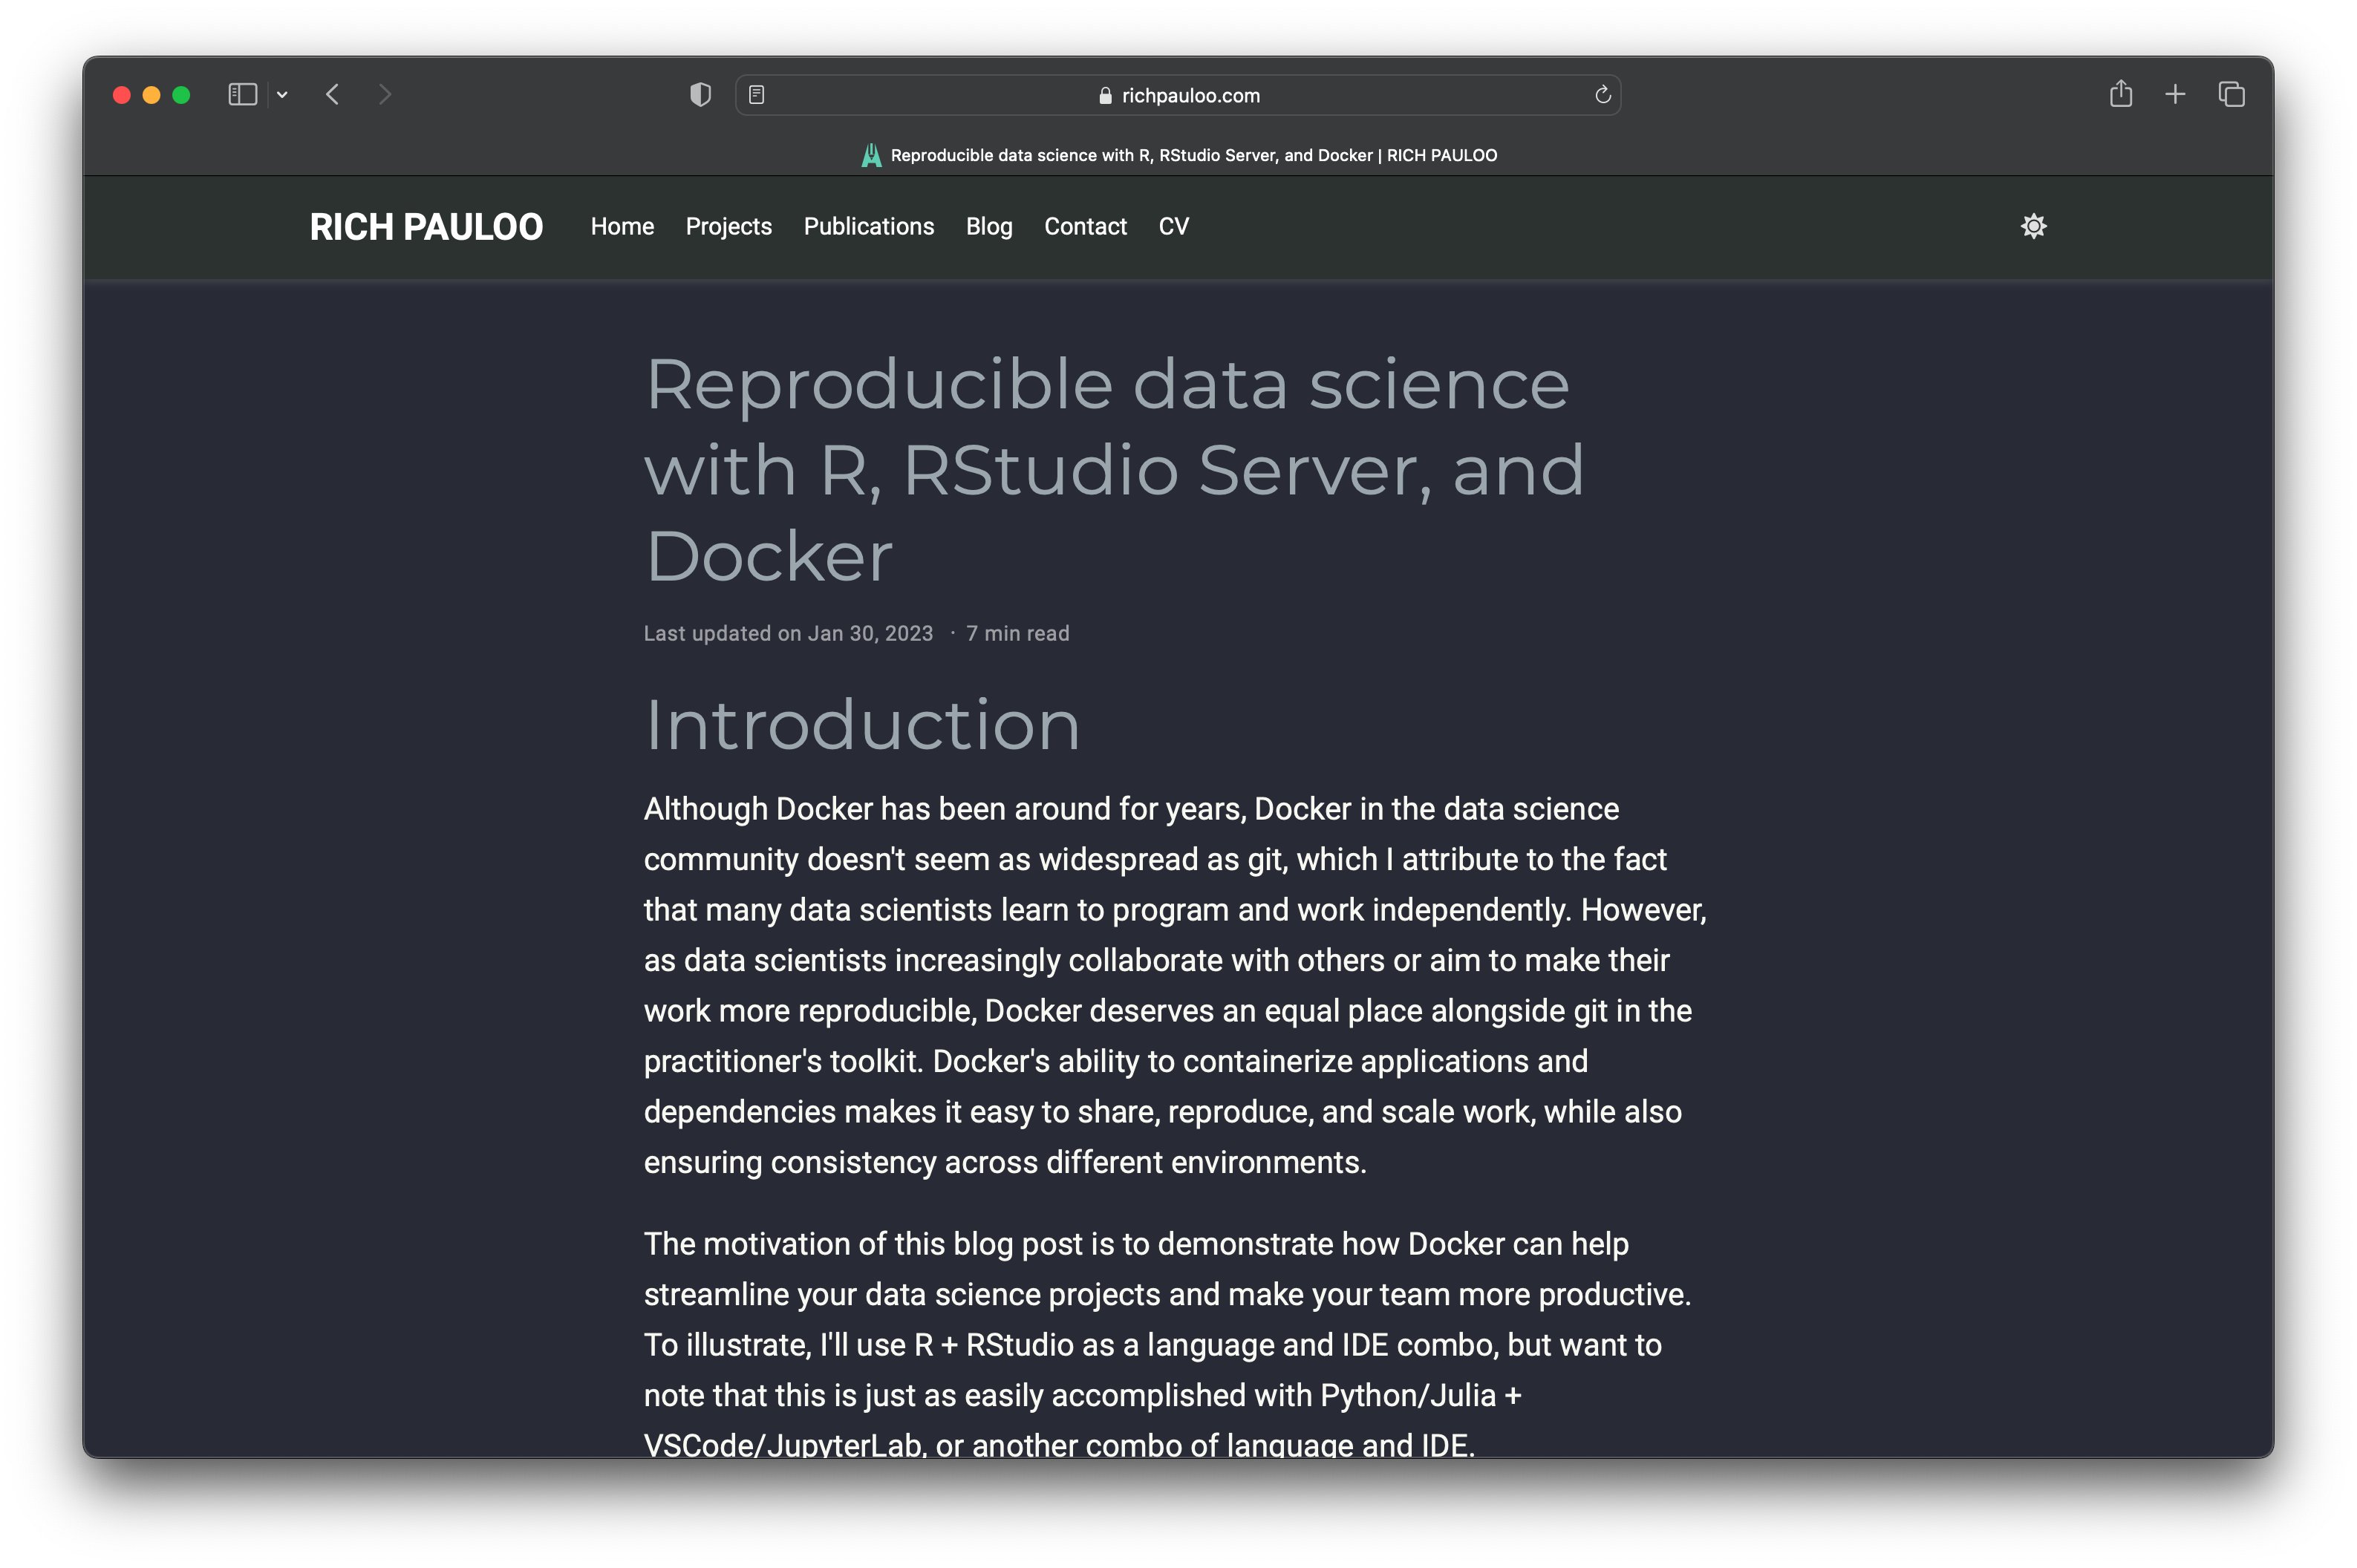 richpauloo.com
Reproducible data science with R, RStudio Server, and Docker | RICH PAULOO
RICH PAULOO Home Projects Publications Blog Contact CV
Reproducible data science
with R, RStudio Server, and
Docker
Last updated on Jan 30, 2023 · 7 min read
Introduction
Although Docker has been around for years, Docker in the data science
community doesn't seem as widespread as git, which I attribute to the fact
that many data scientists learn to program and work independently. However,
as data scientists increasingly collaborate with others or aim to make their
work more reproducible, Docker deserves an equal place alongside git in the
practitioner's toolkit. Docker's ability to containerize applications and
dependencies makes it easy to share, reproduce, and scale work, while also
ensuring consistency across different environments.
The motivation of this blog post is to demonstrate how Docker can help
streamline your data science projects and make your team more productive.
To illustrate, I'll use R + RStudio as a language and IDE combo, but want to
note that this is just as easily accomplished with Python/Julia +
VSCode/JupyterLab, or another combo of language and IDE.